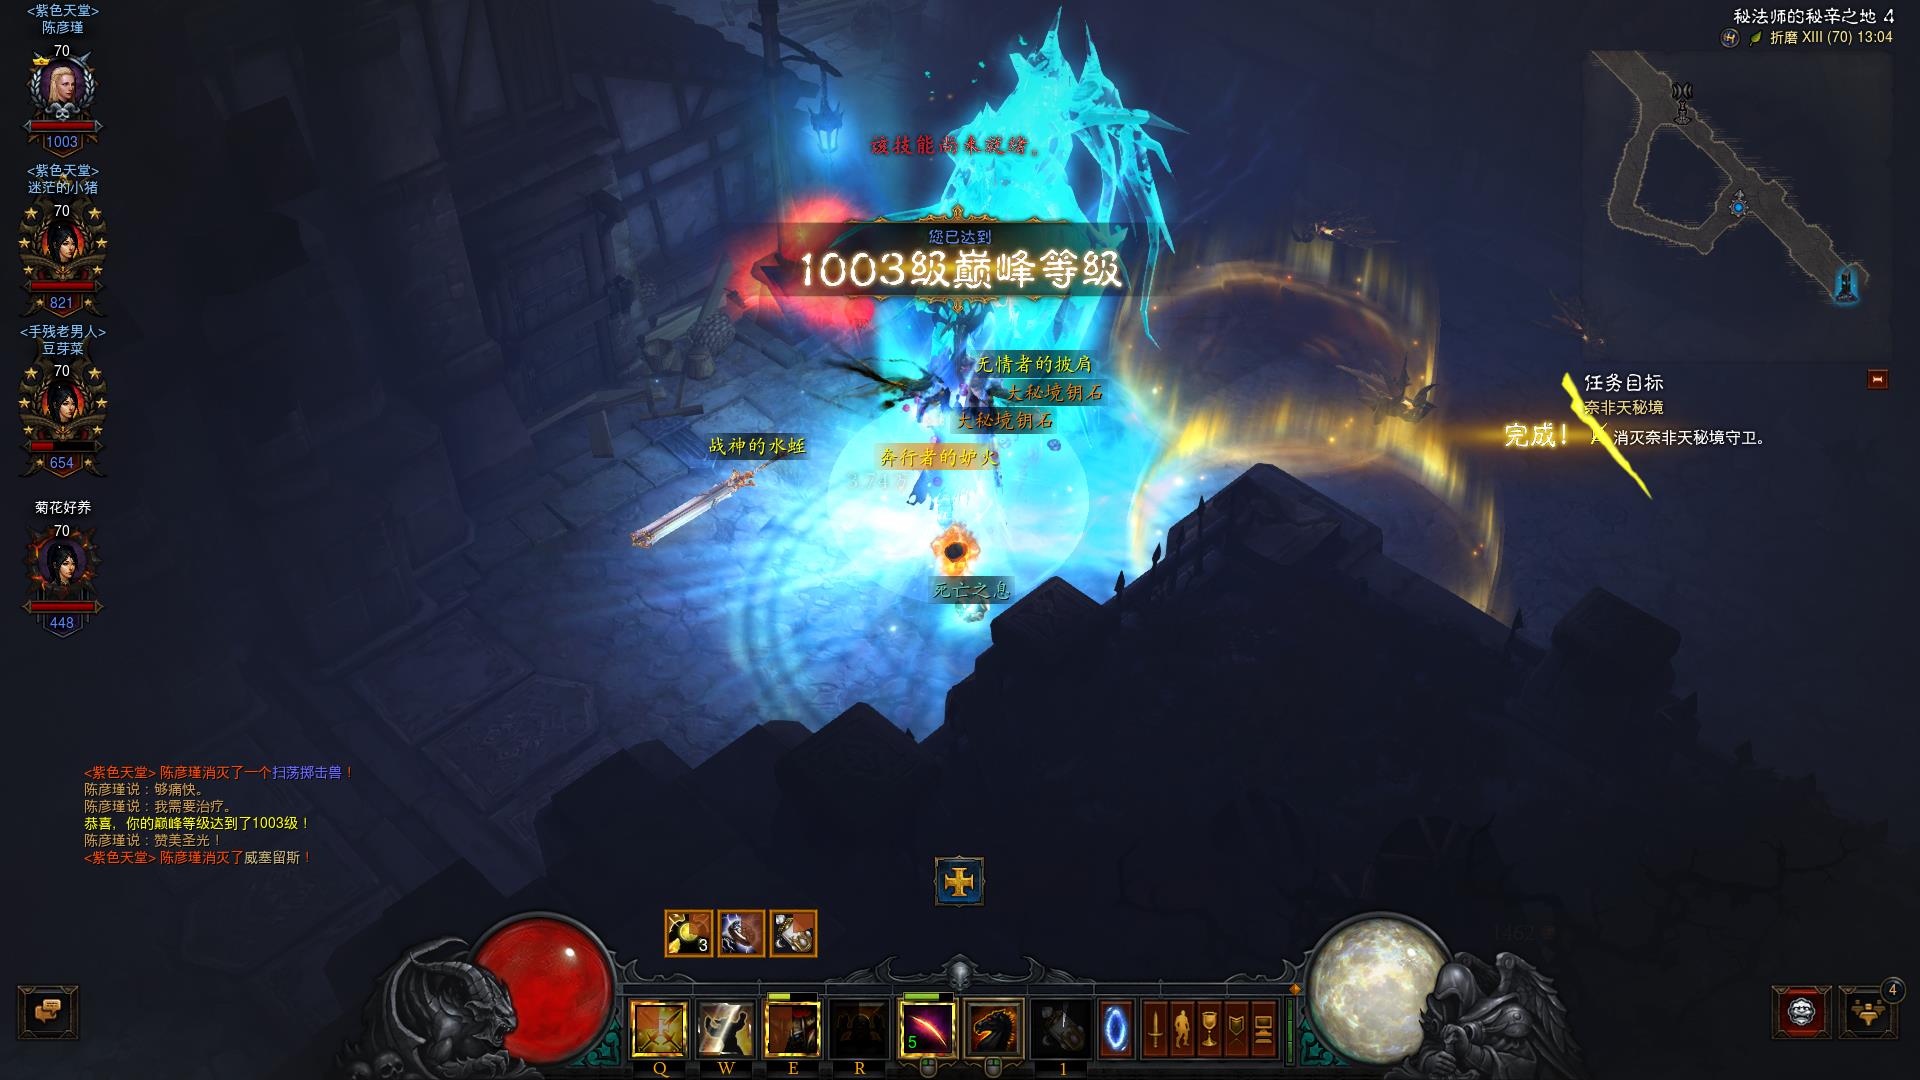 <紫色天堂>
陈彦瑾
70
1003
<紫色天堂>
迷茫的小猪
70
821
<手残老男人>
豆芽菜
70
654
菊花好养
70
448
秘法师的秘辛之地 4
折磨 XIII (70) 13:04
该技能尚未就绪。
您已达到
1003级巅峰等级
无情者的披肩
大秘境钥石
大秘境钥石
战神的水蛭
奔行者的妒火
3.74万
死亡之息
任务目标
奈非天秘境
完成！
消灭奈非天秘境守卫。
<紫色天堂> 陈彦瑾消灭了一个扫荡掷击兽！
陈彦瑾说：够痛快。
陈彦瑾说：我需要治疗。
恭喜，你的巅峰等级达到了1003级！
陈彦瑾说：赞美圣光！
<紫色天堂> 陈彦瑾消灭了威塞留斯！
3
1462
5
Q W E R 1
4